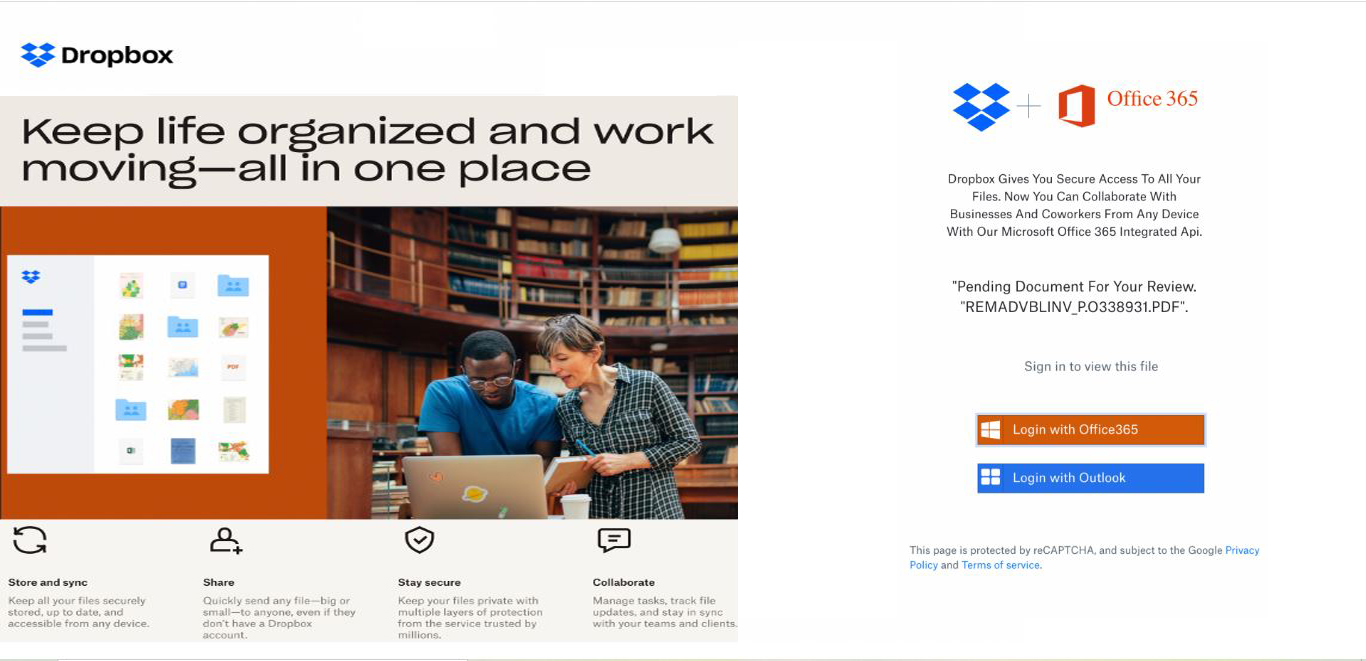 Dropbox
Keep life organized and work
moving—all in one place
PDF
Store and sync
Keep all your files securely
stored, up to date, and
accessible from any device.
Share
Quickly send any file—big or
small—to anyone, even if they
don't have a Dropbox
account.
Stay secure
Keep your files private with
multiple layers of protection
from the service trusted by
millions.
Collaborate
Manage tasks, track file
updates, and stay in sync
with your teams and clients.
Office 365
Dropbox Gives You Secure Access To All Your
Files. Now You Can Collaborate With
Businesses And Coworkers From Any Device
With Our Microsoft Office 365 Integrated Api.
"Pending Document For Your Review.
"REMADVBLINV_P.O338931.PDF".
Sign in to view this file
Login with Office365
Login with Outlook
This page is protected by reCAPTCHA, and subject to the Google Privacy
Policy and Terms of service.